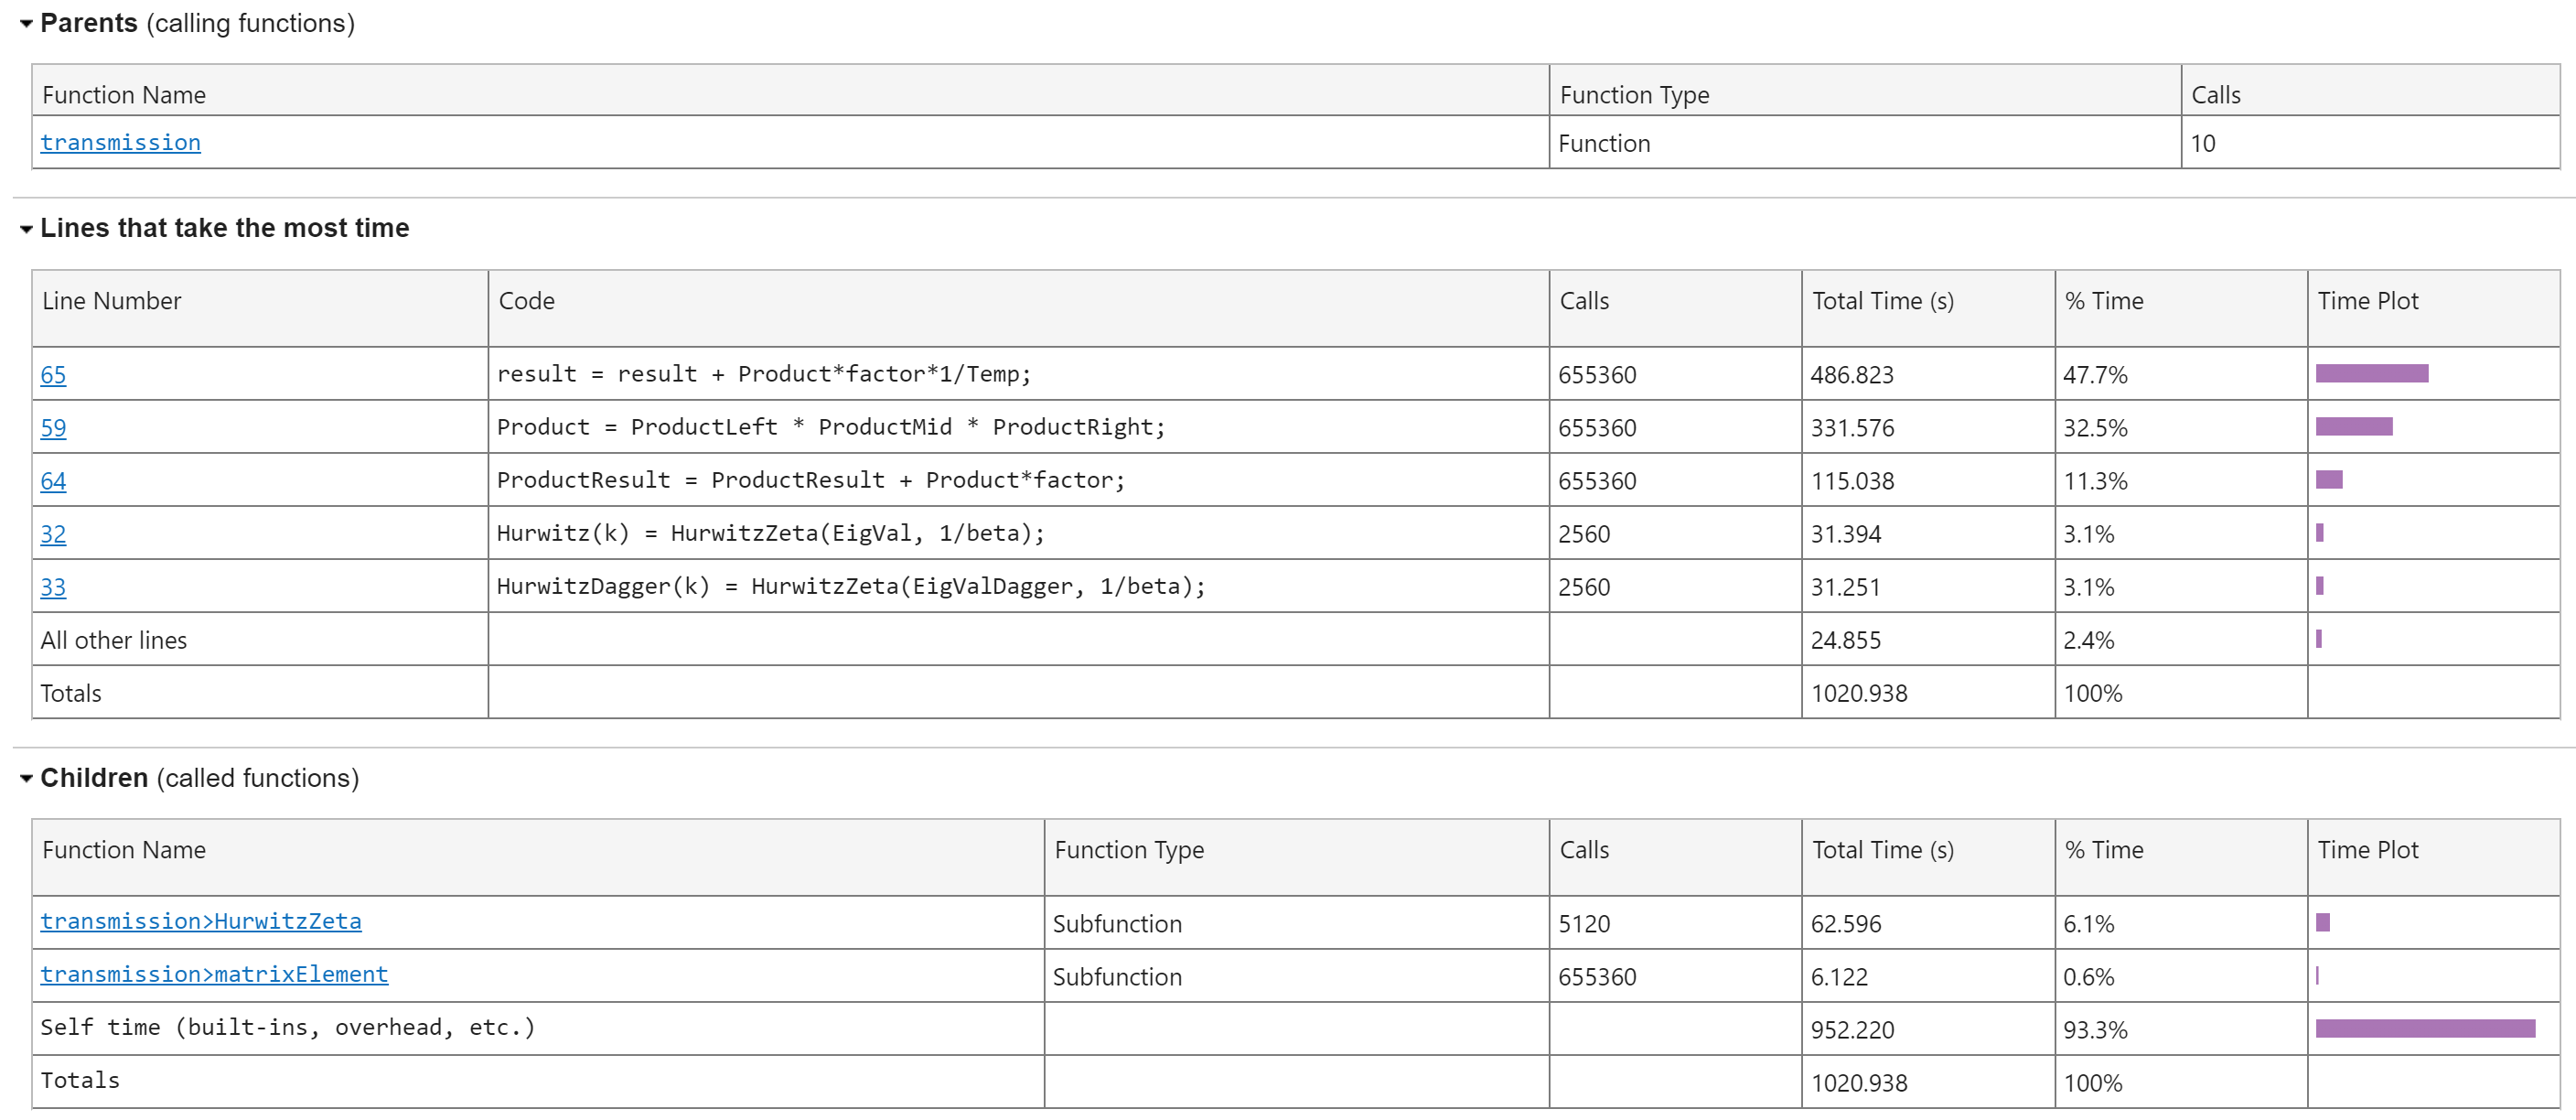 Parents (calling functions)
Function Name Function Type Calls
transmission Function 10
Lines that take the most time
Line Number Code Calls Total Time (s) % Time Time Plot
65 result = result + Product*factor*1/Temp; 655360 486.823 47.7%
59 Product = ProductLeft * ProductMid * ProductRight; 655360 331.576 32.5%
64 ProductResult = ProductResult + Product*factor; 655360 115.038 11.3%
32 Hurwitz(k) = HurwitzZeta(EigVal, 1/beta); 2560 31.394 3.1%
33 HurwitzDagger(k) = HurwitzZeta(EigValDagger, 1/beta); 2560 31.251 3.1%
All other lines 24.855 2.4%
Totals 1020.938 100%
Children (called functions)
Function Name Function Type Calls Total Time (s) % Time Time Plot
transmission>HurwitzZeta Subfunction 5120 62.596 6.1%
transmission>matrixElement Subfunction 655360 6.122 0.6%
Self time (built-ins, overhead, etc.) 952.220 93.3%
Totals 1020.938 100%